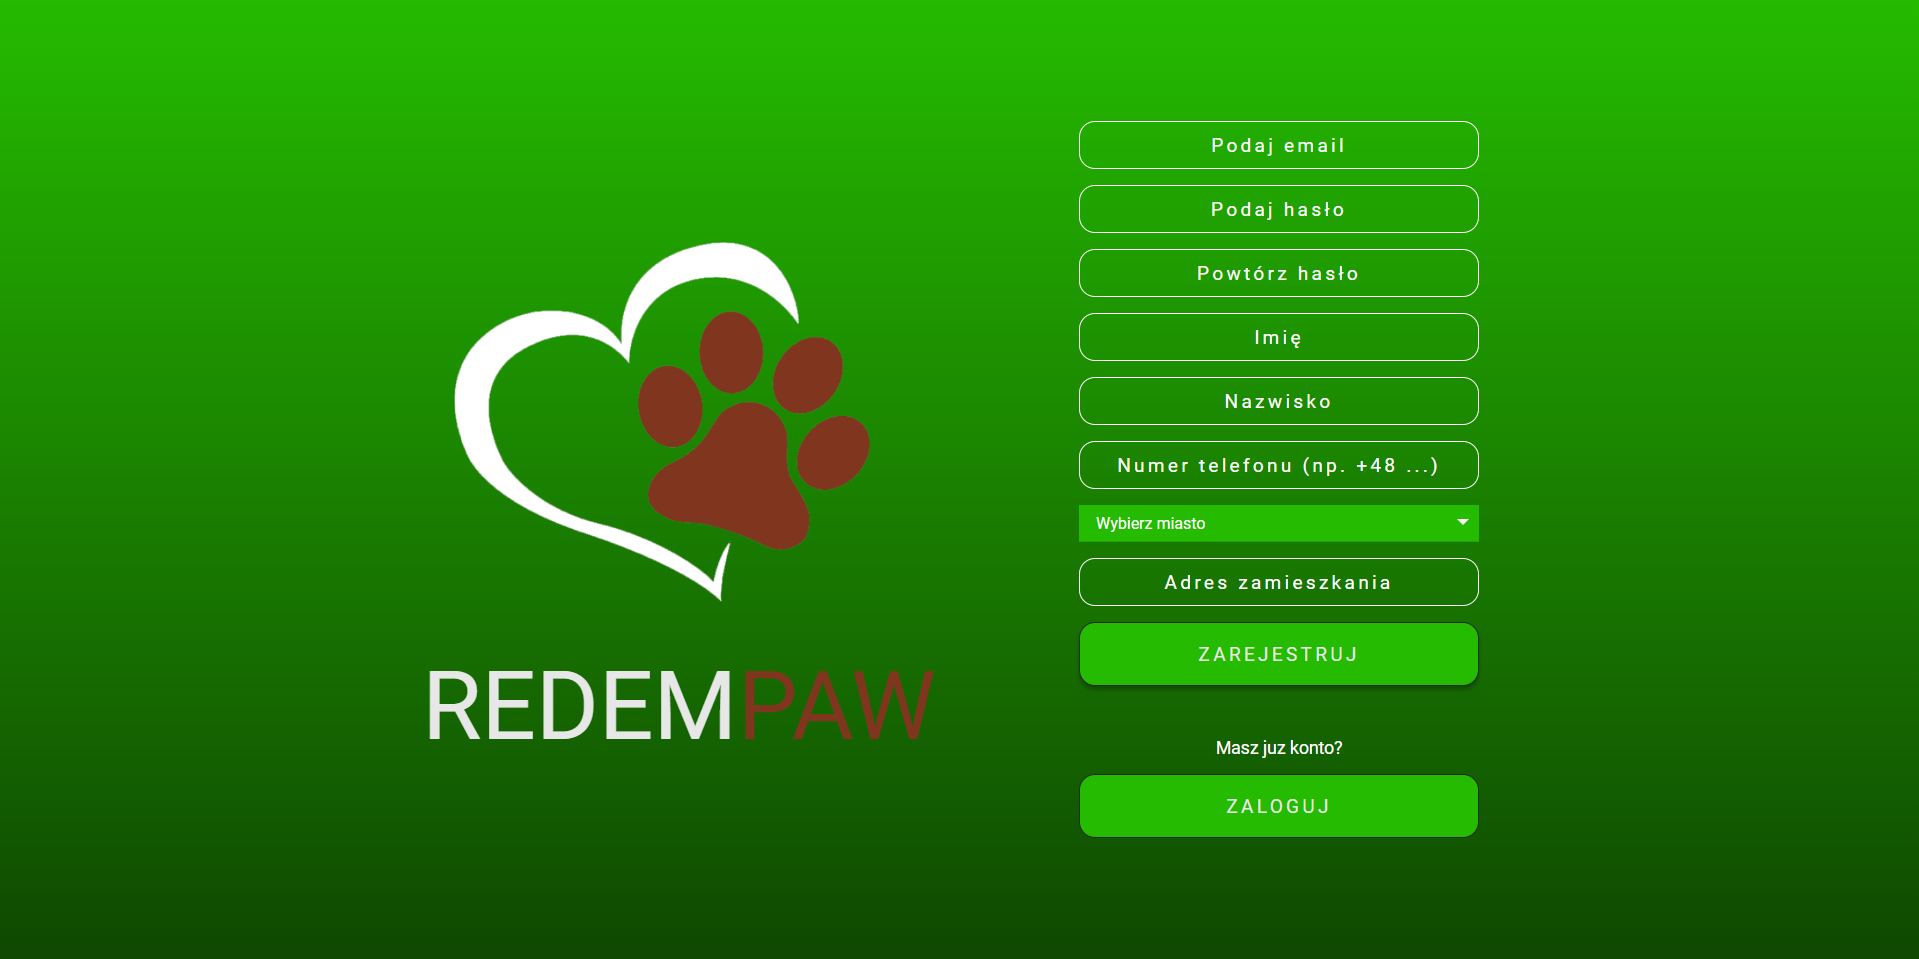 REDEMPAW
Podaj email
Podaj hasło
Powtórz hasło
Imię
Nazwisko
Numer telefonu (np. +48 ...)
Wybierz miasto
Adres zamieszkania
ZAREJESTRUJ
Masz juz konto?
ZALOGUJ